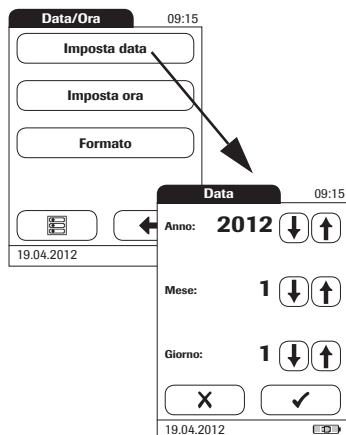 Data/Ora 09:15
Imposta data
Imposta ora
Formato
19.04.2012
Data 09:15
Anno: 2012
Mese: 1
Giorno: 1
19.04.2012